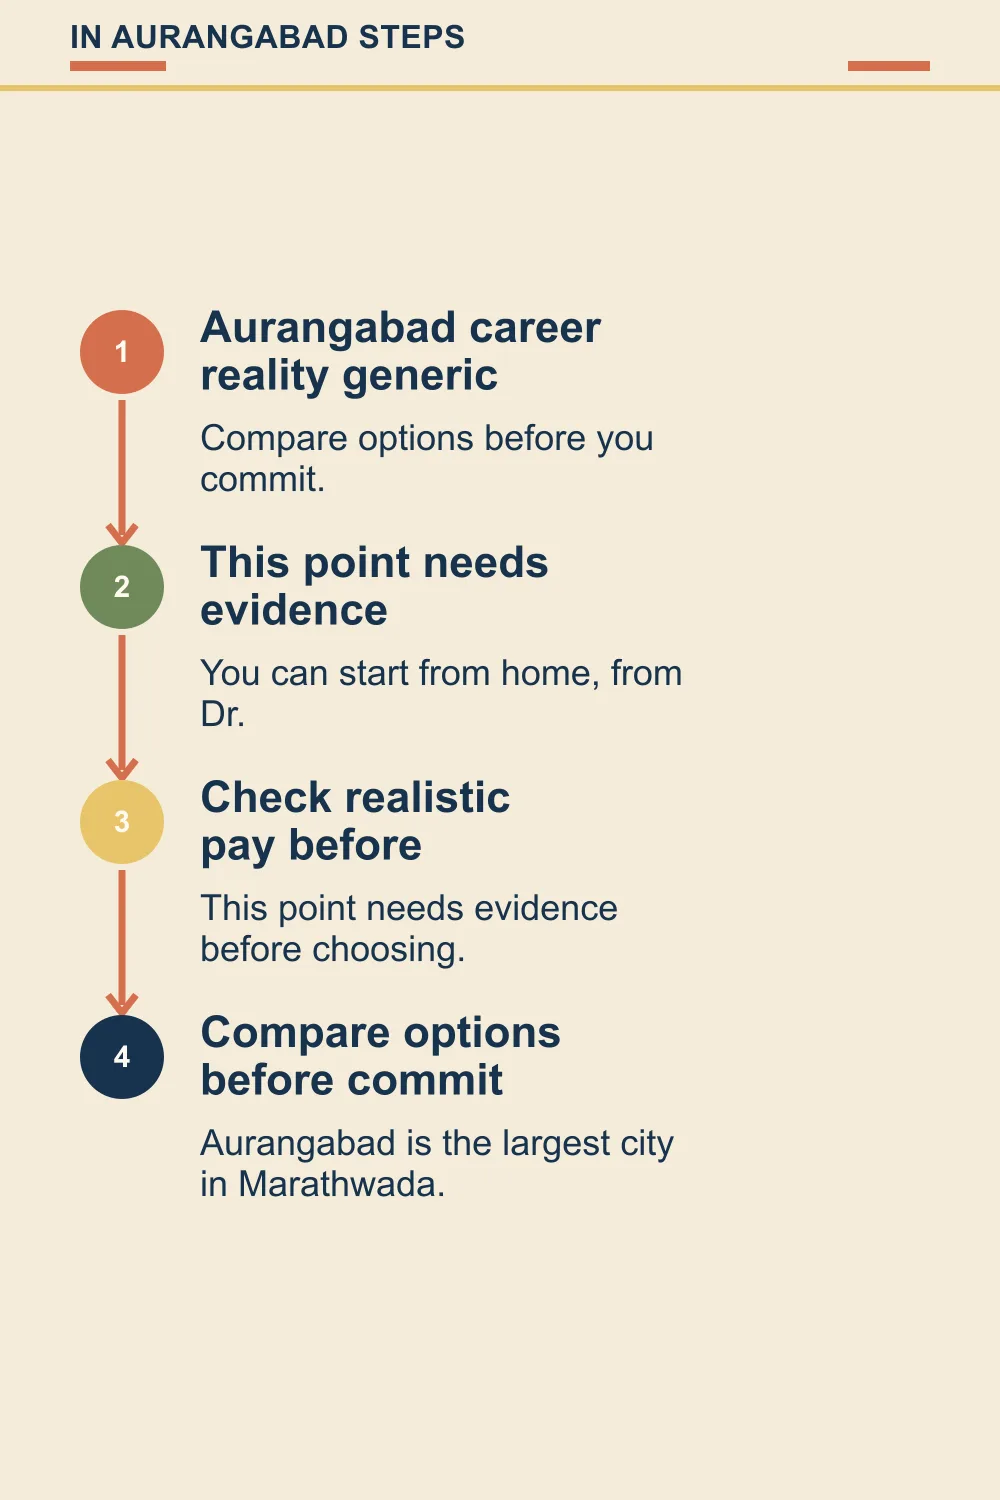 IN AURANGABAD STEPS
1
Aurangabad career
reality generic
Compare options before you
commit.
2
This point needs
evidence
You can start from home, from
Dr.
3
Check realistic
pay before
This point needs evidence
before choosing.
4
Compare options
before commit
Aurangabad is the largest city
in Marathwada.